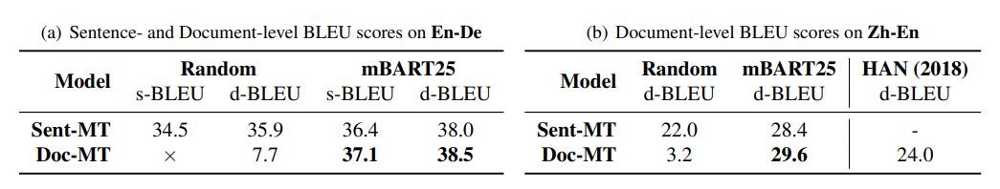 (a) Sentence- and Document-level BLEU scores on En-De
Model Random mBART25
s-BLEU d-BLEU s-BLEU d-BLEU
Sent-MT 34.5 35.9 36.4 38.0
Doc-MT × 7.7 37.1 38.5
(b) Document-level BLEU scores on Zh-En
Model Random mBART25 HAN (2018)
d-BLEU d-BLEU d-BLEU
Sent-MT 22.0 28.4 -
Doc-MT 3.2 29.6 24.0